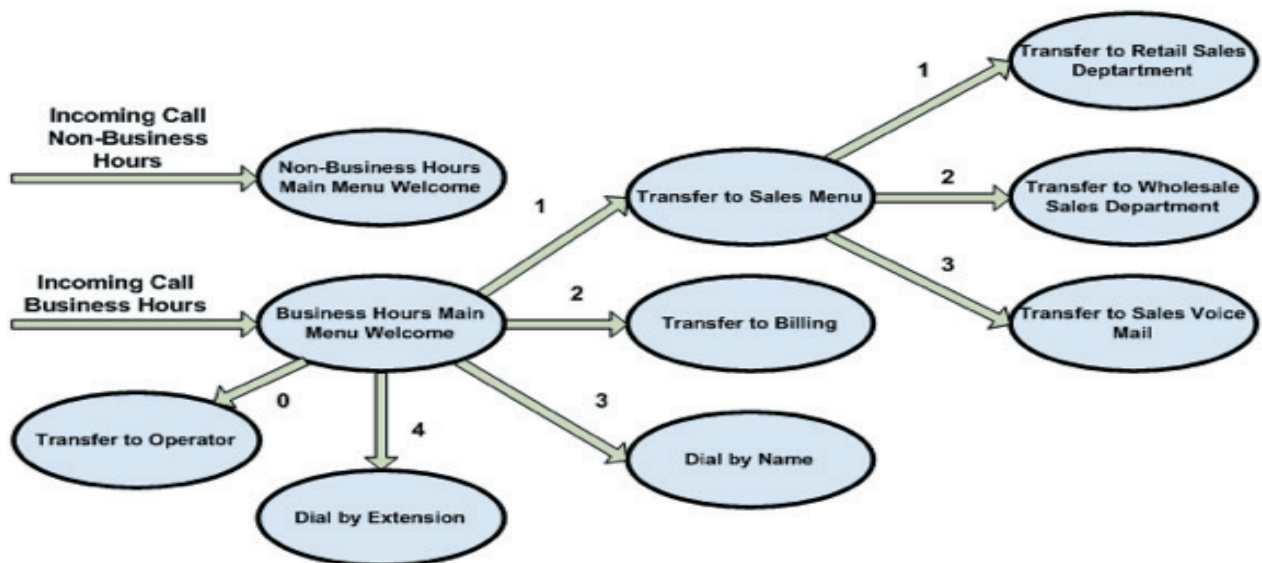 Incoming Call
Non-Business
Hours
Non-Business Hours
Main Menu Welcome
Incoming Call
Business Hours
Business Hours Main
Menu Welcome
1
Transfer to Sales Menu
1
Transfer to Retail Sales
Deptartment
2
Transfer to Wholesale
Sales Department
3
Transfer to Sales Voice
Mail
2
Transfer to Billing
3
Dial by Name
4
Dial by Extension
0
Transfer to Operator